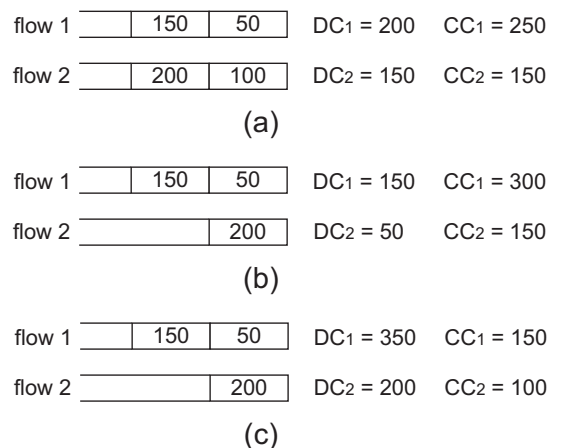 flow 1 150 50 DC1 = 200 CC1 = 250
flow 2 200 100 DC2 = 150 CC2 = 150
(a)
flow 1 150 50 DC1 = 150 CC1 = 300
flow 2 200 DC2 = 50 CC2 = 150
(b)
flow 1 150 50 DC1 = 350 CC1 = 150
flow 2 200 DC2 = 200 CC2 = 100
(c)